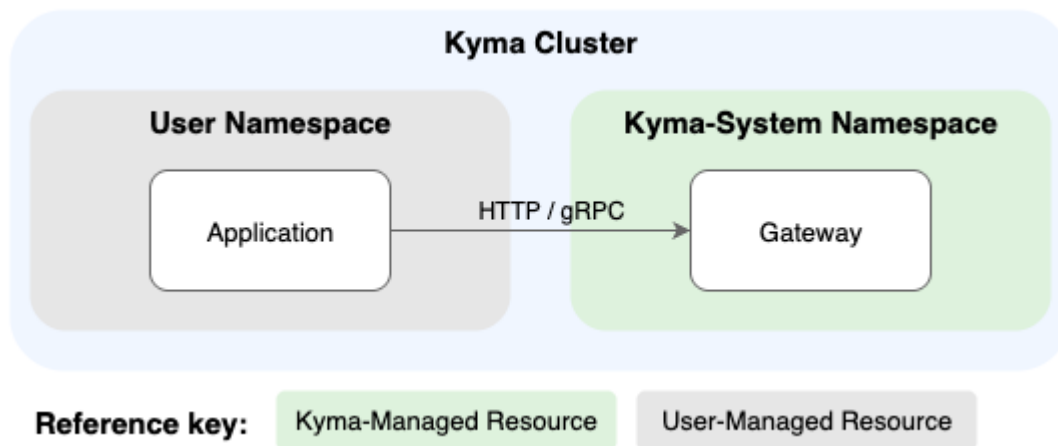 Kyma Cluster
User Namespace
Kyma-System Namespace
Application
HTTP / gRPC
Gateway
Reference key:
Kyma-Managed Resource
User-Managed Resource